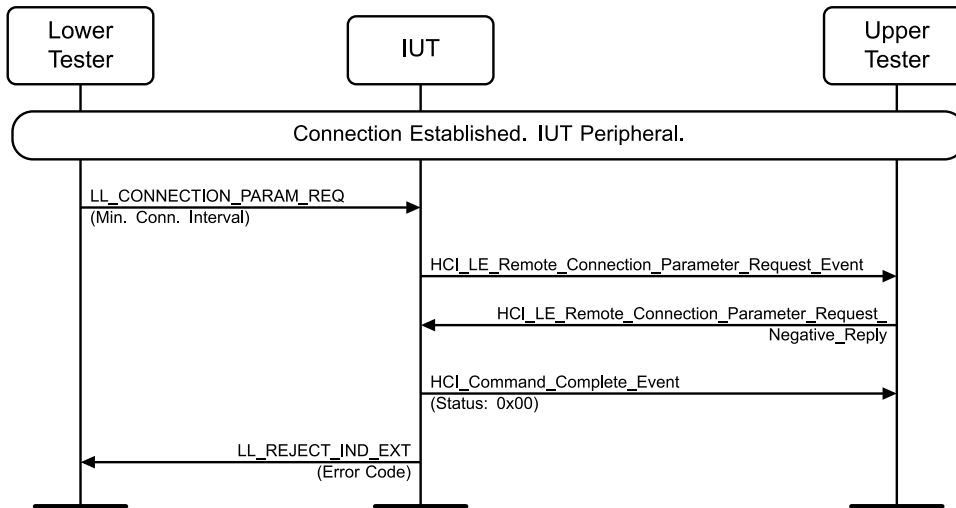 Lower
Tester
IUT
Upper
Tester
Connection Established. IUT Peripheral.
LL_CONNECTION_PARAM_REQ
(Min. Conn. Interval)
HCI_LE_Remote_Connection_Parameter_Request_Event
HCI_LE_Remote_Connection_Parameter_Request_
Negative_Reply
HCI_Command_Complete_Event
(Status: 0x00)
LL_REJECT_IND_EXT
(Error Code)